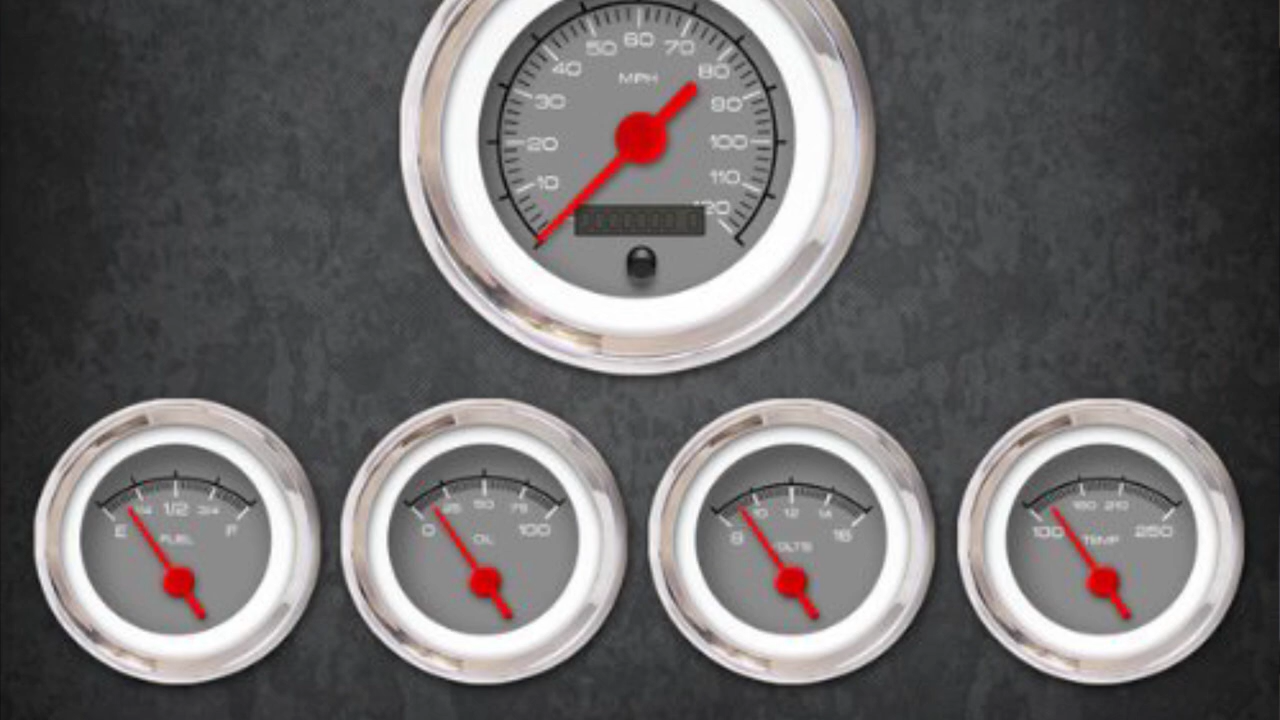 50 60 70
40 80
MPH
30 90
20 100
10 110
120
1/4 1/2 3/4
E F
FUEL
25 50 75
0 100
OIL
10 12 14
8 16
VOLTS
160 210
100 250
TEMP